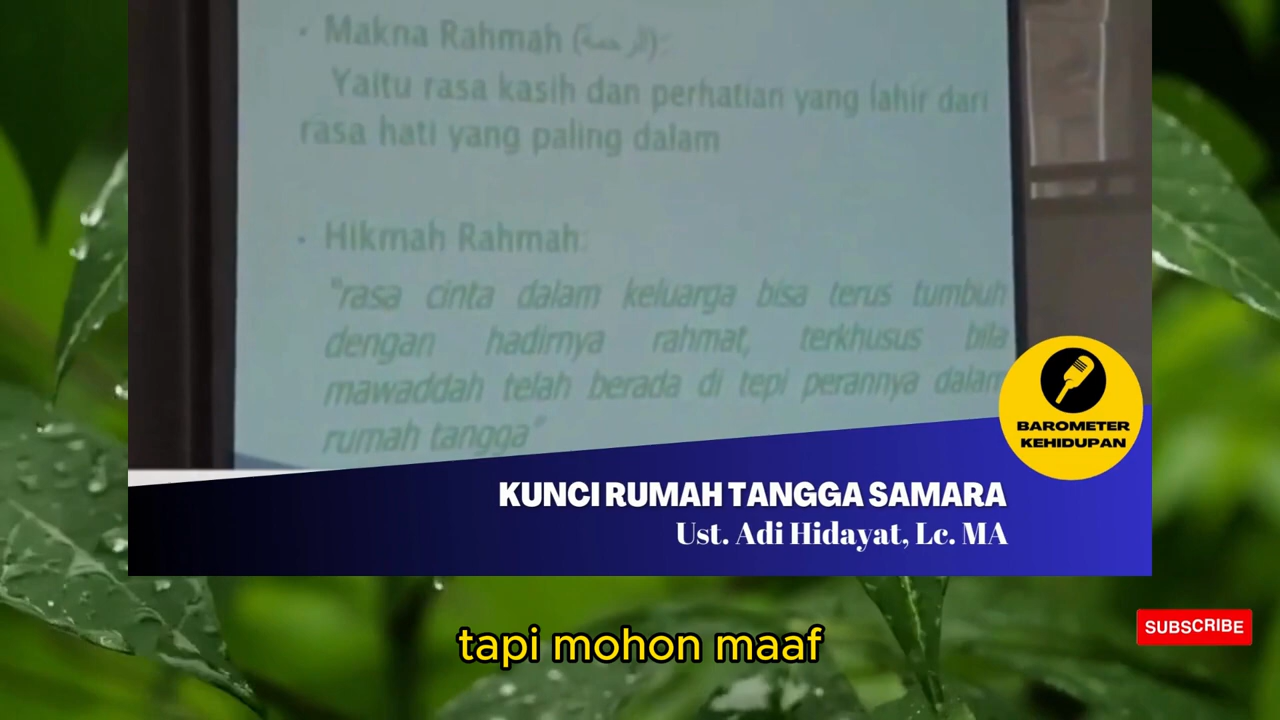 · Makna Rahmah (الرحمة):
Yaitu rasa kasih dan perhatian yang lahir dari
rasa hati yang paling dalam
· Hikmah Rahmah:
"rasa cinta dalam keluarga bisa terus tumbuh
dengan hadirnya rahmat, terkhusus bila
mawaddah telah berada di tepi perannya dalam
rumah tangga"
BAROMETER
KEHIDUPAN
KUNCI RUMAH TANGGA SAMARA
Ust. Adi Hidayat, Lc. MA
SUBSCRIBE
tapi mohon maaf